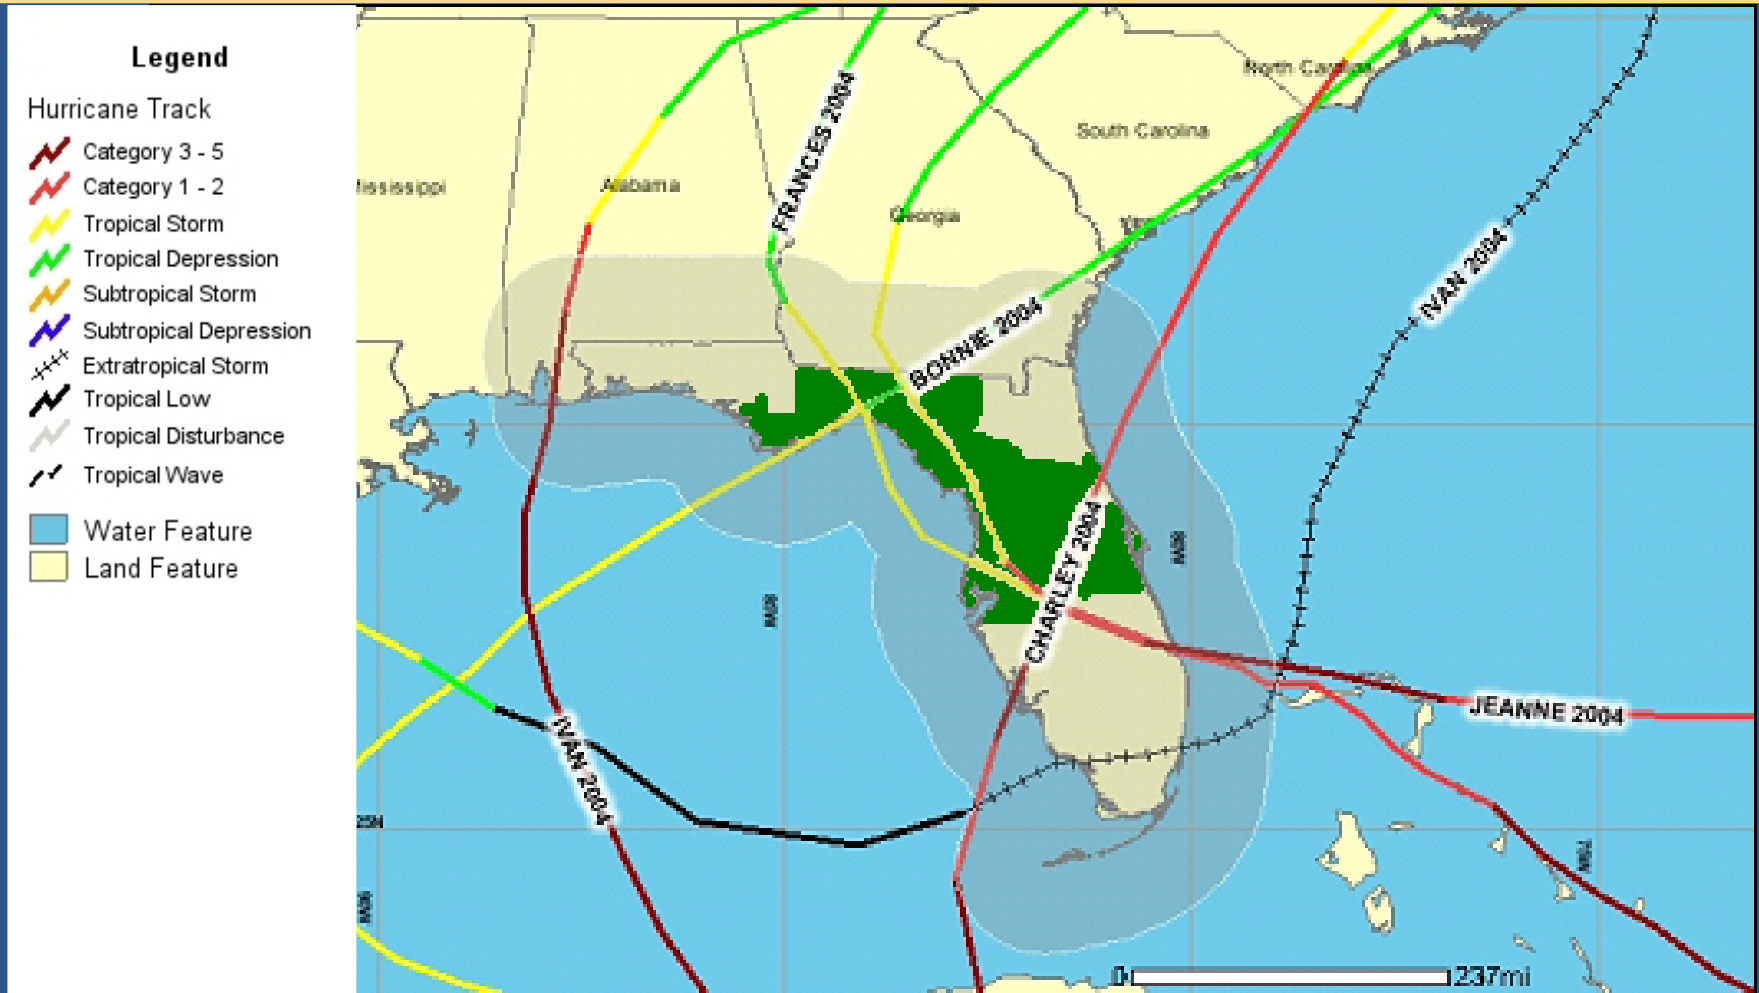 Legend
Hurricane Track
Category 3 - 5
Category 1 - 2
Tropical Storm
Tropical Depression
Subtropical Storm
Subtropical Depression
Extratropical Storm
Tropical Low
Tropical Disturbance
Tropical Wave
Water Feature
Land Feature
North Carolina
South Carolina
FRANCES 2004
Alabama
ississippi
Georgia
IVAN 2004
BONNIE 2004
CHARLEY 2004
JEANNE 2004
IVAN 2004
25N
0
237mi